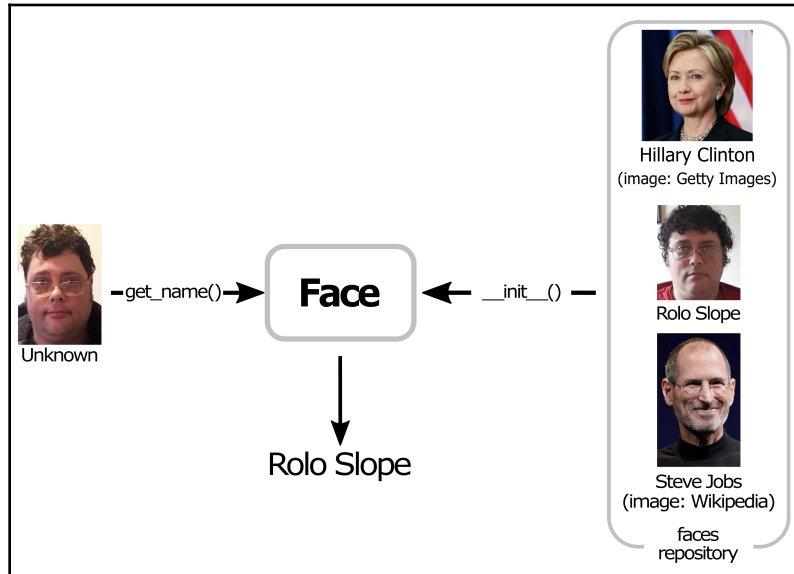 Hillary Clinton
(image: Getty Images)
get_name()
Face
__init__()
Rolo Slope
Unknown
Rolo Slope
Steve Jobs
(image: Wikipedia)
faces
repository